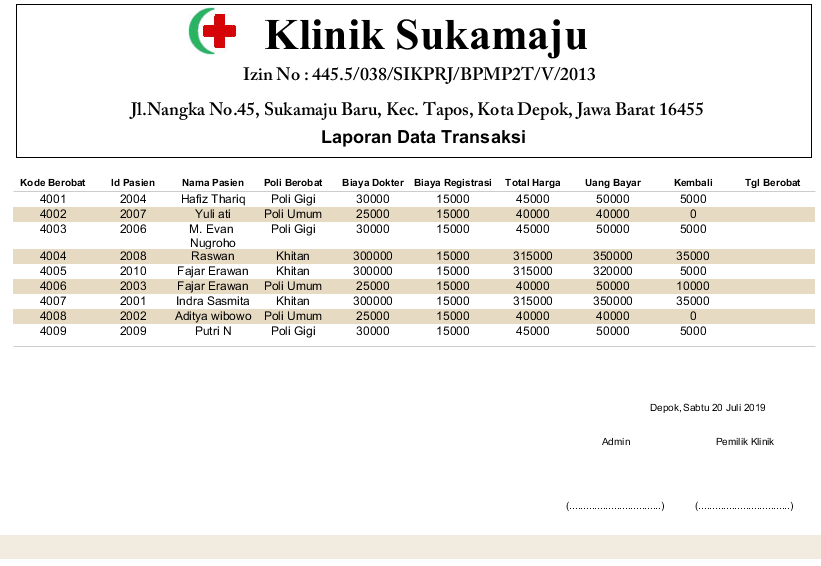 Klinik Sukamaju
Izin No : 445.5/038/SIKPRJ/BPMP2T/V/2013
Jl.Nangka No.45, Sukamaju Baru, Kec. Tapos, Kota Depok, Jawa Barat 16455
Laporan Data Transaksi
Kode Berobat Id Pasien Nama Pasien Poli Berobat Biaya Dokter Biaya Registrasi Total Harga Uang Bayar Kembali Tgl Berobat
4001 2004 Hafiz Thariq Poli Gigi 30000 15000 45000 50000 5000
4002 2007 Yuli ati Poli Umum 25000 15000 40000 40000 0
4003 2006 M. Evan Poli Gigi 30000 15000 45000 50000 5000
Nugroho
4004 2008 Raswan Khitan 300000 15000 315000 350000 35000
4005 2010 Fajar Erawan Khitan 300000 15000 315000 320000 5000
4006 2003 Fajar Erawan Poli Umum 25000 15000 40000 50000 10000
4007 2001 Indra Sasmita Khitan 300000 15000 315000 350000 35000
4008 2002 Aditya wibowo Poli Umum 25000 15000 40000 40000 0
4009 2009 Putri N Poli Gigi 30000 15000 45000 50000 5000
Depok, Sabtu 20 Juli 2019
Admin Pemilik Klinik
(..................................) (..................................)